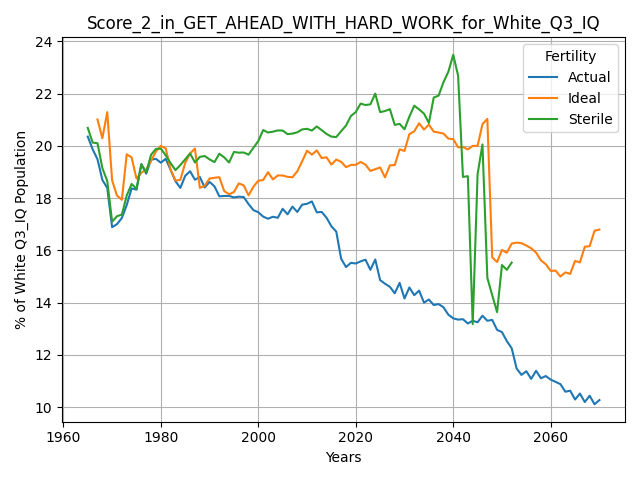 Score_2_in_GET_AHEAD_WITH_HARD_WORK_for_White_Q3_IQ
Fertility
Actual
Ideal
Sterile
% of White Q3_IQ Population
24
22
20
18
16
14
12
10
1960 1980 2000 2020 2040 2060
Years